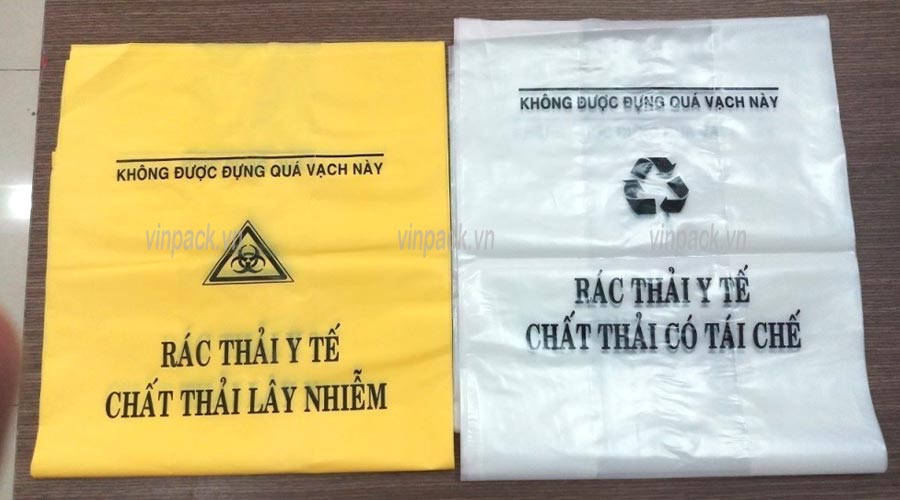 KHÔNG ĐƯỢC ĐỰNG QUÁ VẠCH NÀY
RÁC THẢI Y TẾ
CHẤT THẢI LÂY NHIỄM
KHÔNG ĐƯỢC ĐỰNG QUÁ VẠCH NÀY
RÁC THẢI Y TẾ
CHẤT THẢI CÓ TÁI CHẾ
vinpack.vn
vinpack.vn
vinpack.vn